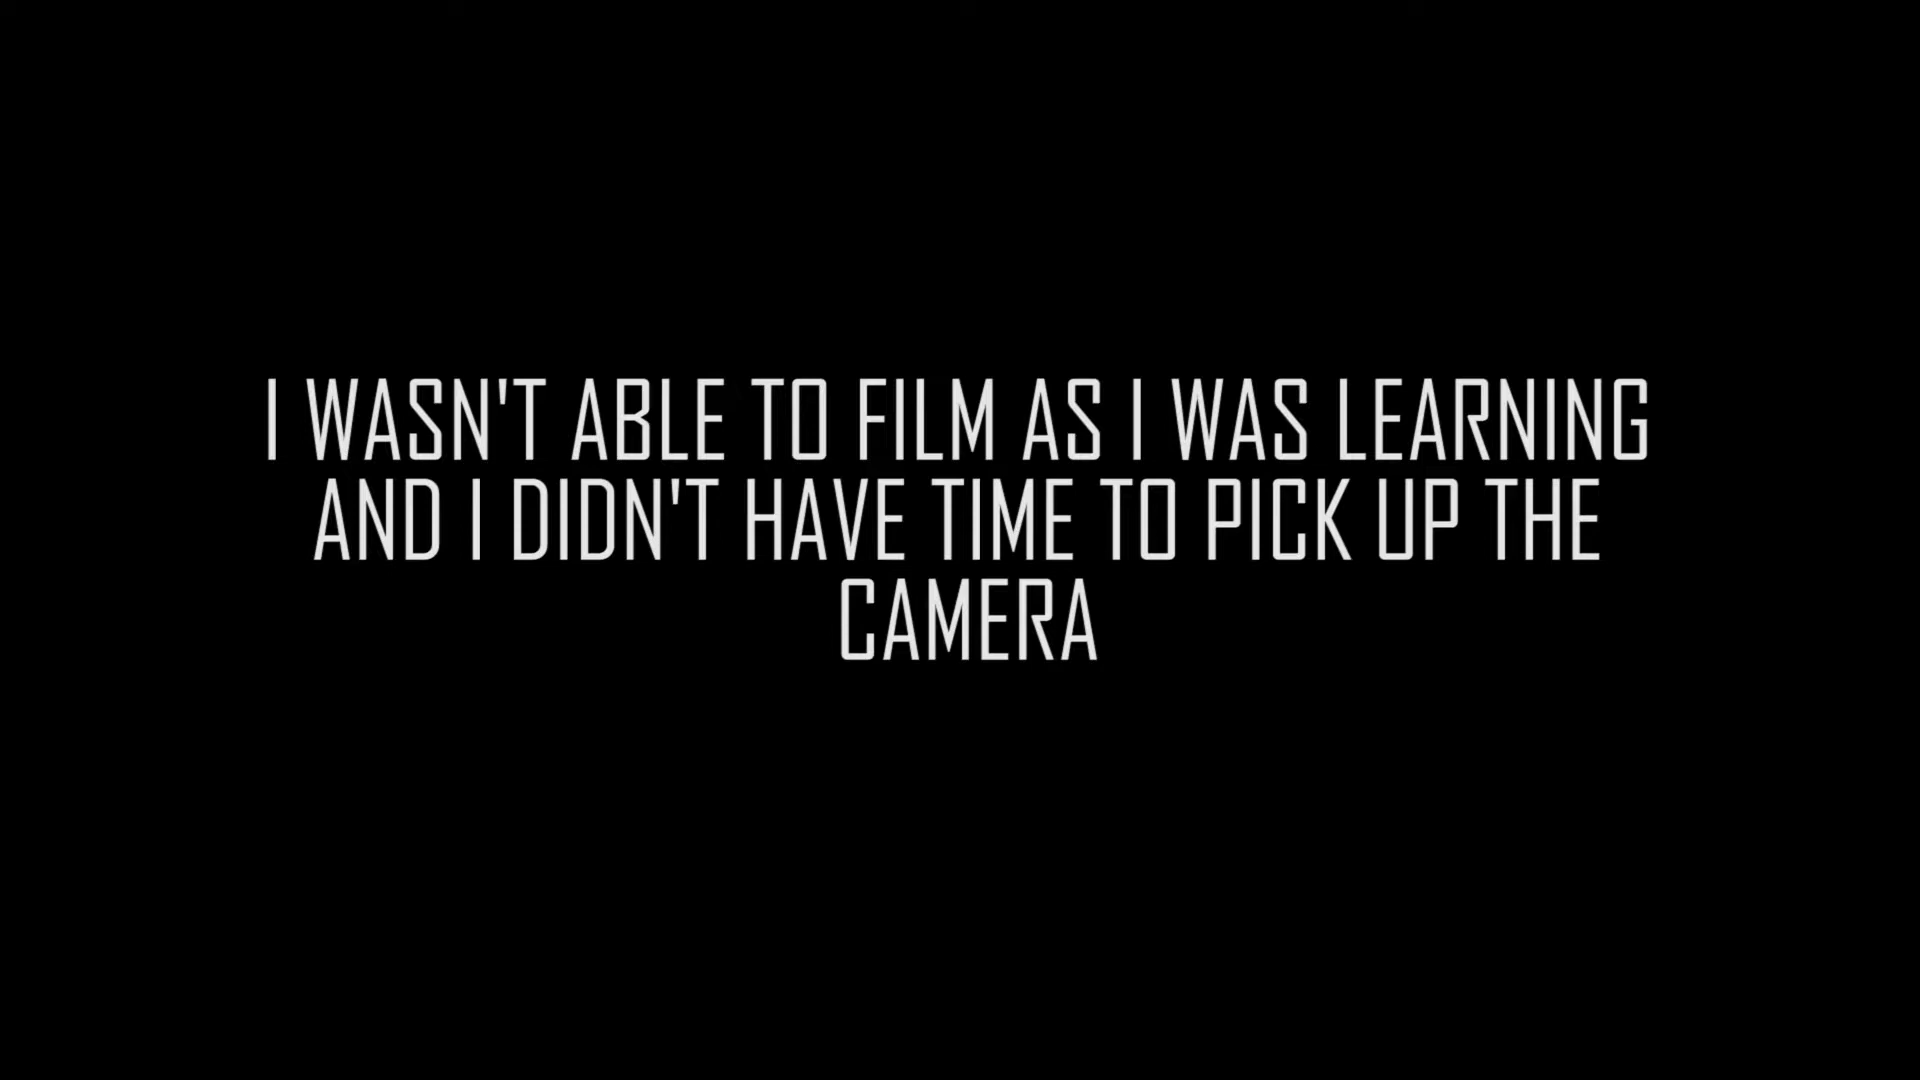 I WASN'T ABLE TO FILM AS I WAS LEARNING
AND I DIDN'T HAVE TIME TO PICK UP THE
CAMERA